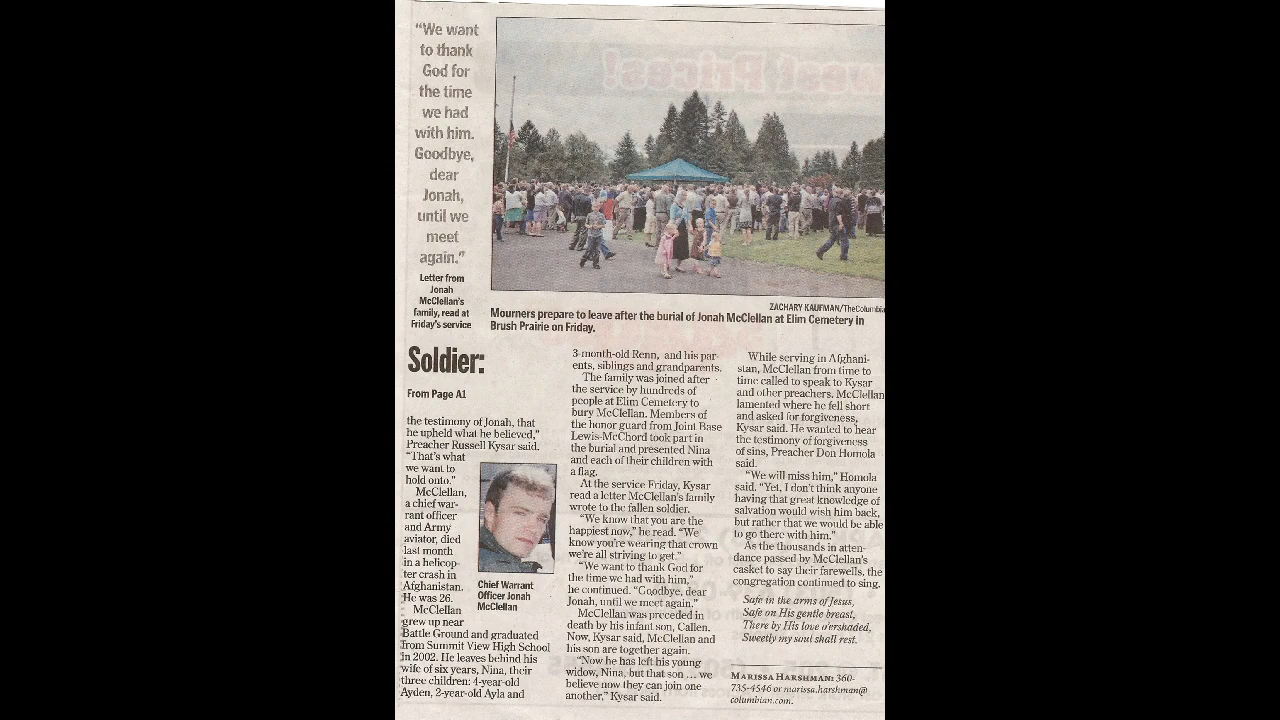 “We want
to thank
God for
the time
we had
with him.
Goodbye,
dear
Jonah,
until we
meet
again.”
Letter from
Jonah
McClellan’s
family, read at
Friday’s service
ZACHARY KAUFMAN/TheColumbia
Mourners prepare to leave after the burial of Jonah McClellan at Elim Cemetery in
Brush Prairie on Friday.
Soldier:
From Page A1
the testimony of Jonah, that
he upheld what he believed,”
Preacher Russell Kysar said.
“That’s what
we want to
hold onto.”
McClellan,
a chief war-
rant officer
and Army
aviator, died
last month
in a helicop-
ter crash in
Afghanistan.
He was 26.
McClellan
grew up near
Battle Ground and graduated
from Summit View High School
in 2002. He leaves behind his
wife of six years, Nina, their
three children: 4-year-old
Ayden, 2-year-old Ayla and
Chief Warrant
Officer Jonah
McClellan
3-month-old Renn, and his par-
ents, siblings and grandparents.
The family was joined after
the service by hundreds of
people at Elim Cemetery to
bury McClellan. Members of
the honor guard from Joint Base
Lewis-McChord took part in
the burial and presented Nina
and each of their children with
a flag.
At the service Friday, Kysar
read a letter McClellan’s family
wrote to the fallen soldier.
“We know that you are the
happiest now,” he read. “We
know you’re wearing that crown
we’re all striving to get.”
“We want to thank God for
the time we had with him,”
he continued. “Goodbye, dear
Jonah, until we meet again.”
McClellan was preceded in
death by his infant son, Callen.
Now, Kysar said, McClellan and
his son are together again.
“Now he has left his young
widow, Nina, but that son ... we
believe now they can join one
another,” Kysar said.
While serving in Afghani-
stan, McClellan from time to
time called to speak to Kysar
and other preachers. McClellan
lamented where he fell short
and asked for forgiveness,
Kysar said. He wanted to hear
the testimony of forgiveness
of sins, Preacher Don Homola
said.
“We will miss him,” Homola
said. “Yet, I don’t think anyone
having that great knowledge of
salvation would wish him back,
but rather that we would be able
to go there with him.”
As the thousands in atten-
dance passed by McClellan’s
casket to say their farewells, the
congregation continued to sing.
Safe in the arms of Jesus,
Safe on His gentle breast,
There by His love o’ershaded,
Sweetly my soul shall rest.
MARISSA HARSHMAN: 360-
735-4546 or marissa.harshman@
columbian.com.